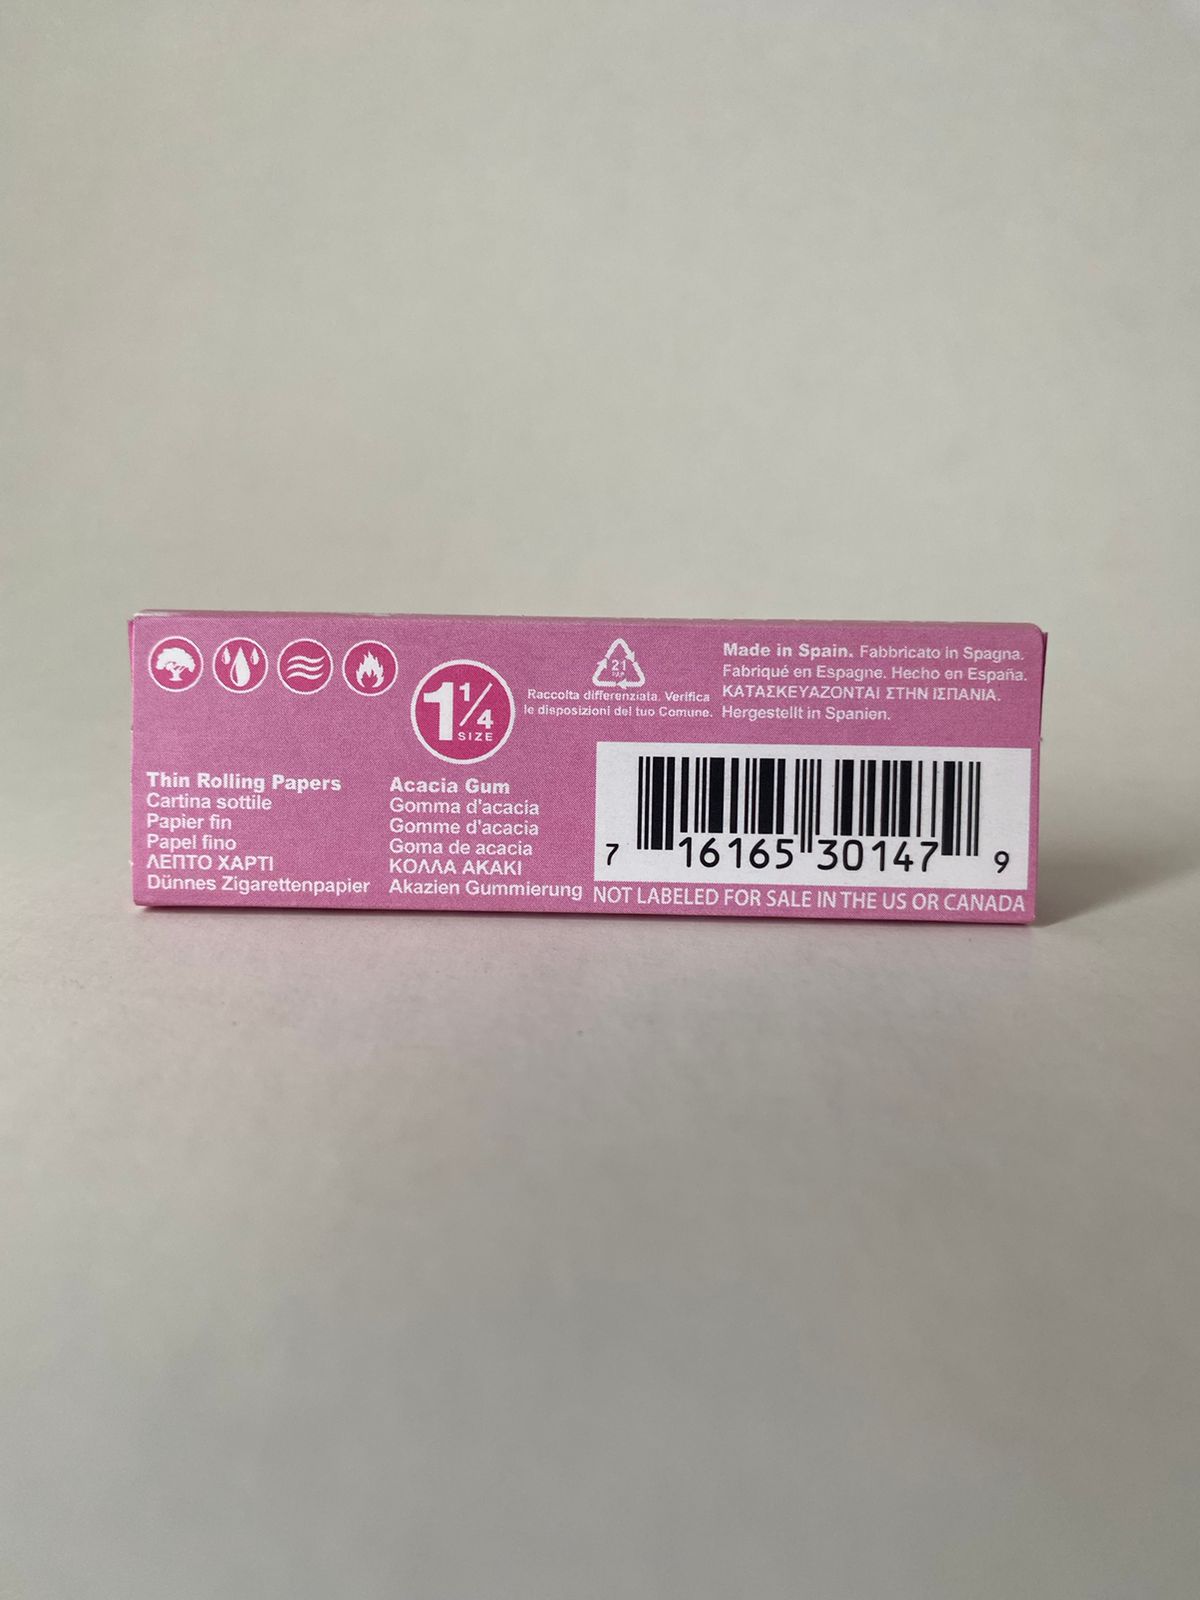 1 1/4
SIZE
21
PAP
Raccolta differenziata. Verifica
le disposizioni del tuo Comune.
Made in Spain. Fabbricato in Spagna.
Fabriqué en Espagne. Hecho en España.
ΚΑΤΑΣΚΕΥΑΖΟΝΤΑΙ ΣΤΗΝ ΙΣΠΑΝΙΑ.
Hergestellt in Spanien.
Thin Rolling Papers
Cartina sottile
Papier fin
Papel fino
ΛΕΠΤΟ ΧΑΡΤΙ
Dünnes Zigarettenpapier
Acacia Gum
Gomma d'acacia
Gomme d'acacia
Goma de acacia
ΚΟΛΛΑ ΑΚΑΚΙ
Akazien Gummierung
7 16165 30147 9
NOT LABELED FOR SALE IN THE US OR CANADA